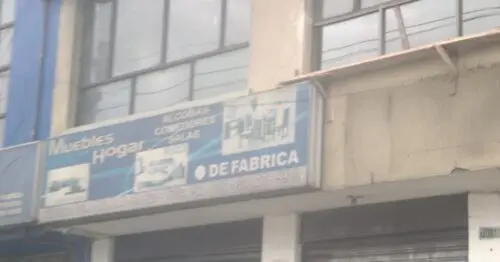 Muebles
Hogar
ALCOBAS
COMEDORES
SALAS
DE FABRICA